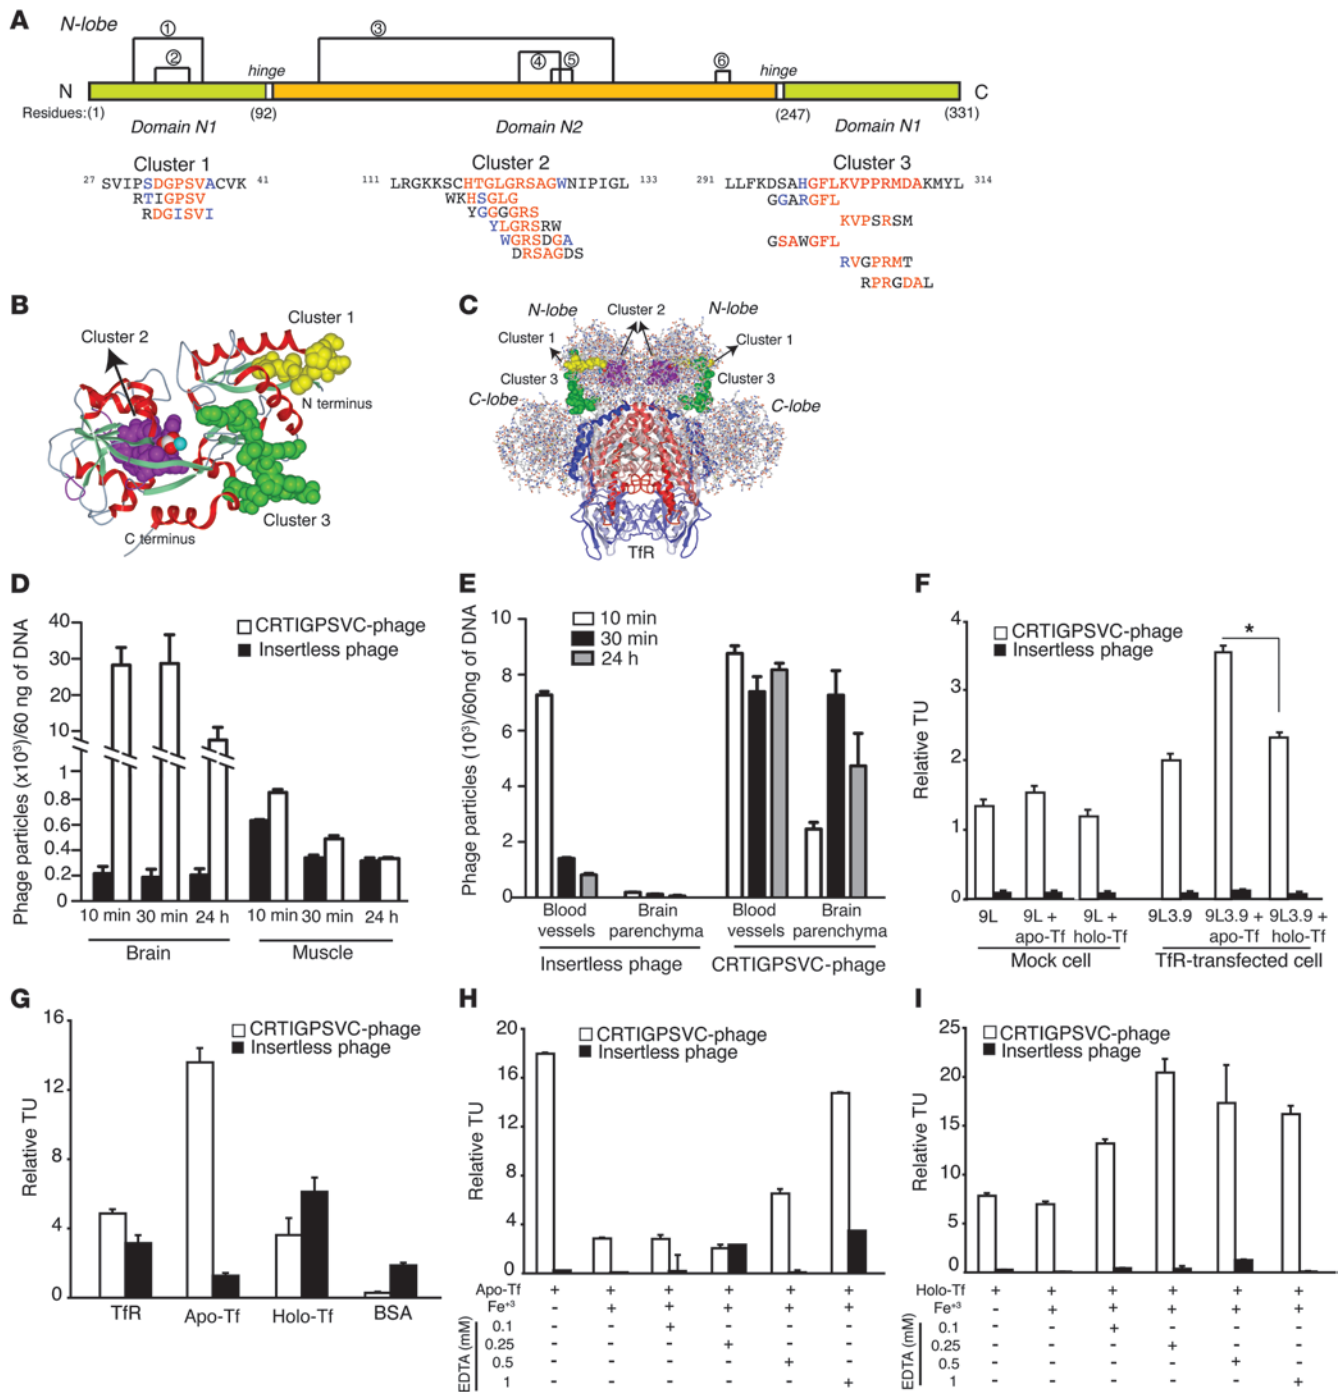 A
N-lobe
① ② ③ ④ ⑤ ⑥
hinge hinge
N C
Residues:(1) (92) (247) (331)
Domain N1 Domain N2 Domain N1
Cluster 1
27 SVIPSDGPSVACVK 41
RTIGPSV
RDGISVI
Cluster 2
111 LRGKKSCHTGLGRSAGWNIPIGL 133
WKHSGLG
YGGGGRS
YLGRSRW
WGRSDGA
DRSAGDS
Cluster 3
291 LLFKDSAHGFLKVPPRMDAKMYL 314
GGARGFL
KVPSRSM
GSAWGFL
RVGPRMT
RPRGDAL
B
Cluster 1
Cluster 2
N terminus
Cluster 3
C terminus
C
N-lobe Cluster 2 N-lobe
Cluster 1 Cluster 1
Cluster 3 Cluster 3
C-lobe C-lobe
TfR
D
CRTIGPSVC-phage
Insertless phage
Phage particles (x10³)/60 ng of DNA
40
30
20
10
1
0.8
0.6
0.4
0.2
0
10 min 30 min 24 h 10 min 30 min 24 h
Brain Muscle
E
10 min
30 min
24 h
Phage particles (10³)/60ng of DNA
10
8
6
4
2
0
Blood vessels Brain parenchyma Blood vessels Brain parenchyma
Insertless phage CRTIGPSVC-phage
F
CRTIGPSVC-phage
Insertless phage
*
Relative TU
4
3
2
1
0
9L 9L + apo-Tf 9L + holo-Tf 9L3.9 9L3.9 + apo-Tf 9L3.9 + holo-Tf
Mock cell TfR-transfected cell
G
CRTIGPSVC-phage
Insertless phage
Relative TU
16
12
8
4
0
TfR Apo-Tf Holo-Tf BSA
H
CRTIGPSVC-phage
Insertless phage
Relative TU
20
16
12
8
4
0
Apo-Tf + + + + + +
Fe⁺³ - + + + + +
EDTA (mM)
0.1 - - + - - -
0.25 - - - + - -
0.5 - - - - + -
1 - - - - - +
I
CRTIGPSVC-phage
Insertless phage
Relative TU
25
20
15
10
5
0
Holo-Tf + + + + + +
Fe⁺³ - + + + + +
EDTA (mM)
0.1 - - + - - -
0.25 - - - + - -
0.5 - - - - + -
1 - - - - - +